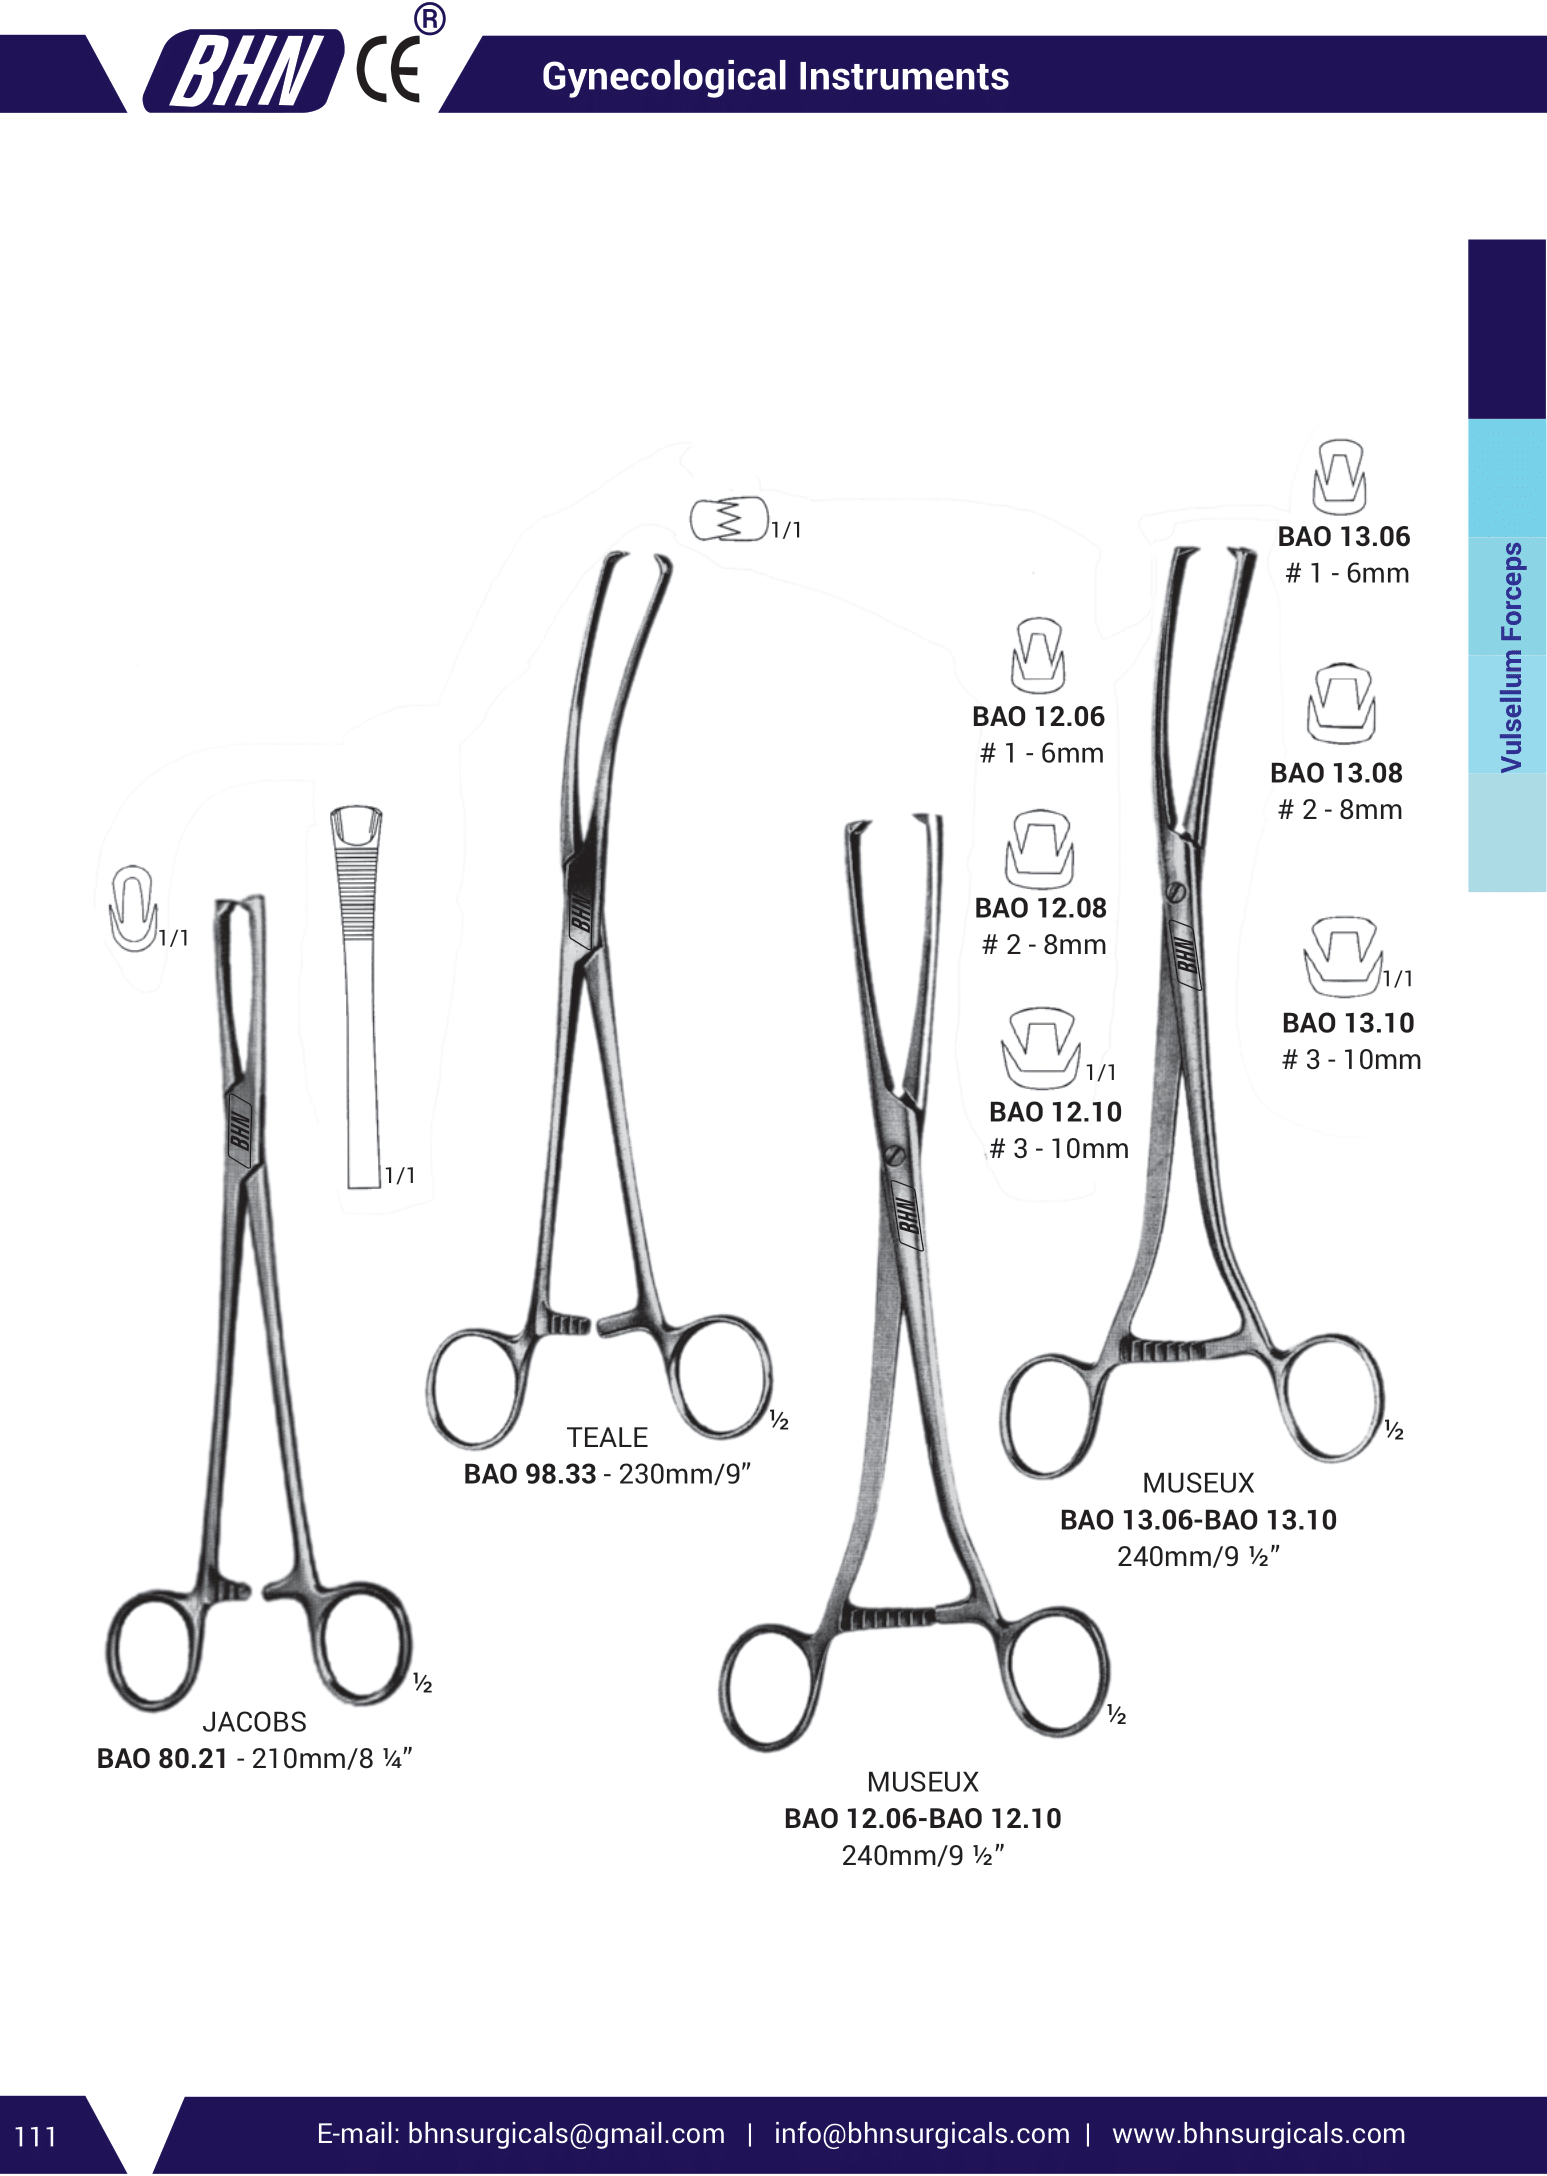 BHN CE ®
Gynecological Instruments
Vulsellum Forceps
1/1
BAO 13.06
# 1 - 6mm
BAO 12.06
# 1 - 6mm
BAO 13.08
# 2 - 8mm
BAO 12.08
# 2 - 8mm
1/1
1/1
BAO 13.10
# 3 - 10mm
1/1
BAO 12.10
# 3 - 10mm
1/1
BHN
BHN
BHN
BHN
½
TEALE
BAO 98.33 - 230mm/9”
½
MUSEUX
BAO 13.06-BAO 13.10
240mm/9 ½”
½
JACOBS
BAO 80.21 - 210mm/8 ¼”
½
MUSEUX
BAO 12.06-BAO 12.10
240mm/9 ½”
111
E-mail: bhnsurgicals@gmail.com | info@bhnsurgicals.com | www.bhnsurgicals.com